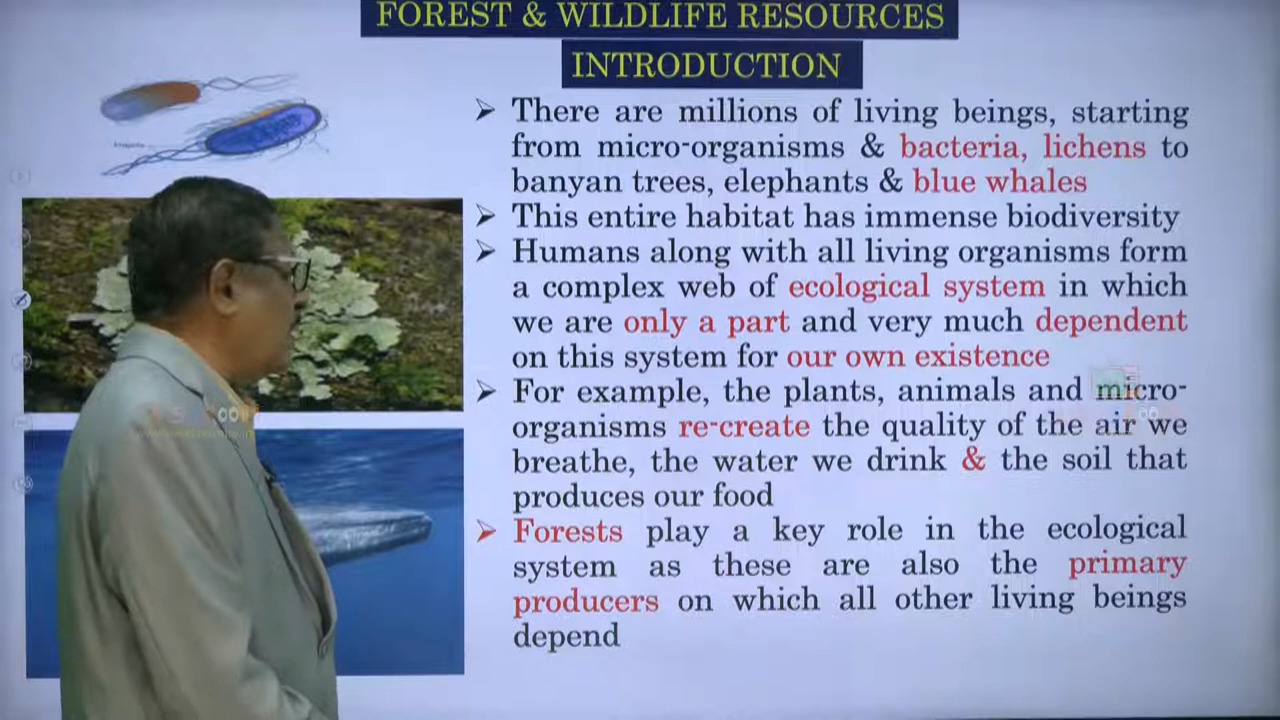 FOREST & WILDLIFE RESOURCES
INTRODUCTION
➢ There are millions of living beings, starting
from micro-organisms & bacteria, lichens to
banyan trees, elephants & blue whales
➢ This entire habitat has immense biodiversity
➢ Humans along with all living organisms form
a complex web of ecological system in which
we are only a part and very much dependent
on this system for our own existence
➢ For example, the plants, animals and micro-
organisms re-create the quality of the air we
breathe, the water we drink & the soil that
produces our food
➢ Forests play a key role in the ecological
system as these are also the primary
producers on which all other living beings
depend